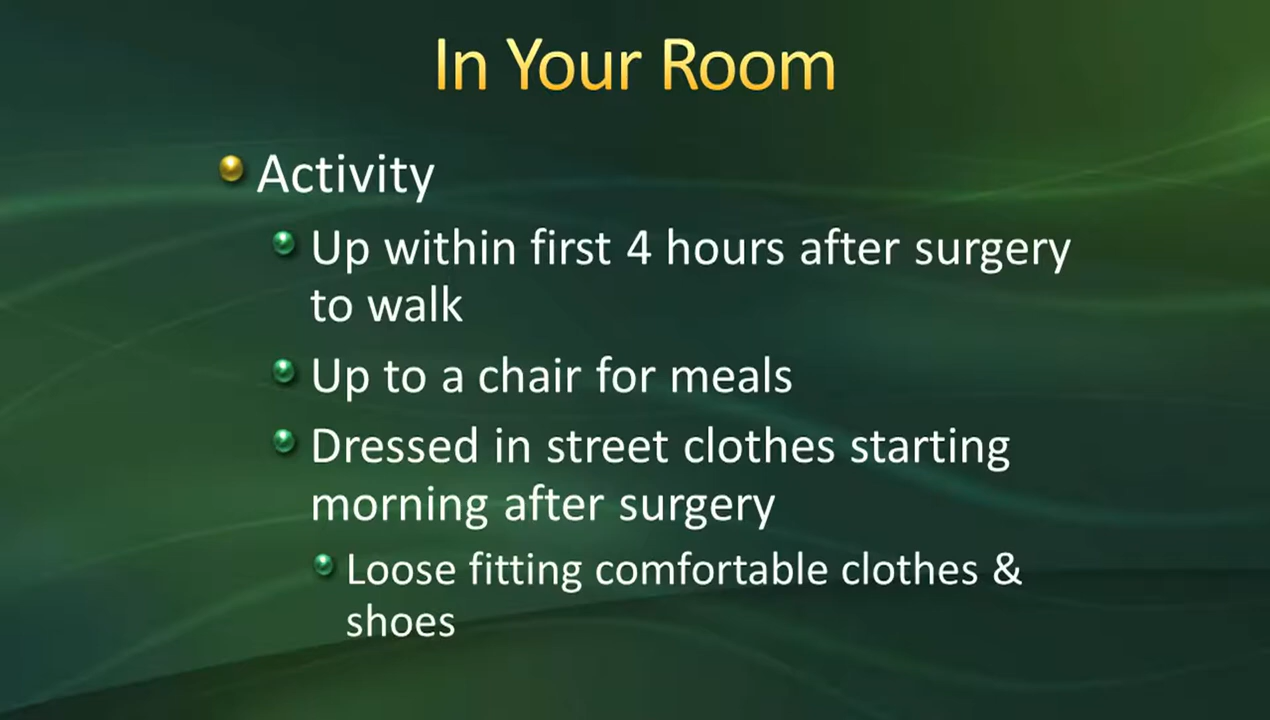 In Your Room
Activity
Up within first 4 hours after surgery
to walk
Up to a chair for meals
Dressed in street clothes starting
morning after surgery
Loose fitting comfortable clothes &
shoes